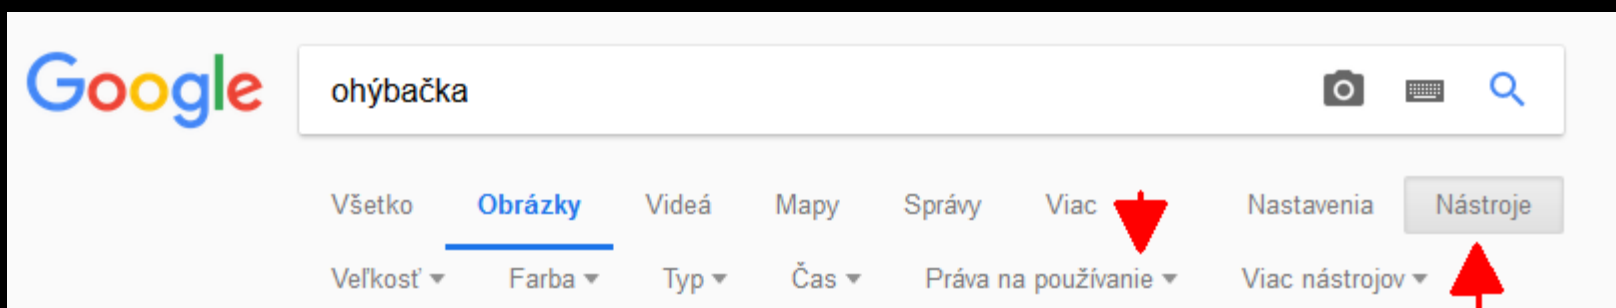 Google
ohýbačka
Všetko Obrázky Videá Mapy Správy Viac Nastavenia Nástroje
Veľkosť Farba Typ Čas Práva na používanie Viac nástrojov